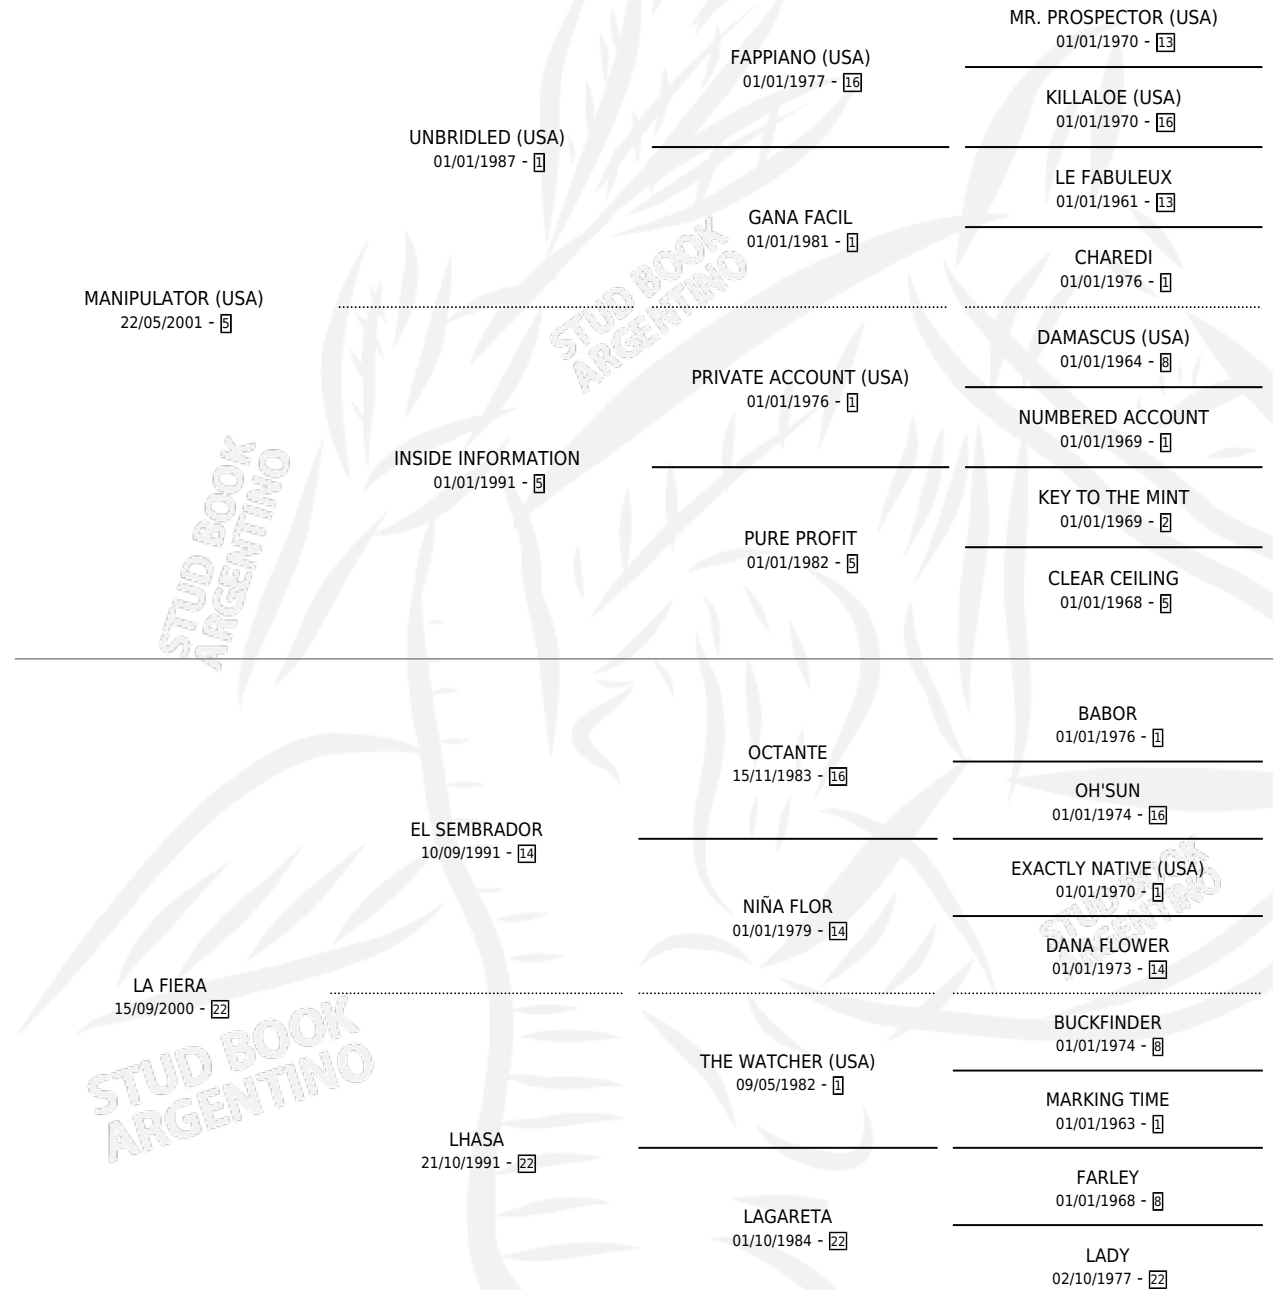 MR. PROSPECTOR (USA)
01/01/1970 - 13
FAPPIANO (USA)
01/01/1977 - 16
KILLALOE (USA)
01/01/1970 - 16
UNBRIDLED (USA)
01/01/1987 - 1
LE FABULEUX
01/01/1961 - 13
GANA FACIL
01/01/1981 - 1
CHAREDI
01/01/1976 - 1
MANIPULATOR (USA)
22/05/2001 - 5
DAMASCUS (USA)
01/01/1964 - 8
PRIVATE ACCOUNT (USA)
01/01/1976 - 1
NUMBERED ACCOUNT
01/01/1969 - 1
INSIDE INFORMATION
01/01/1991 - 5
KEY TO THE MINT
01/01/1969 - 2
PURE PROFIT
01/01/1982 - 5
CLEAR CEILING
01/01/1968 - 5
BABOR
01/01/1976 - 1
OCTANTE
15/11/1983 - 16
OH'SUN
01/01/1974 - 16
EL SEMBRADOR
10/09/1991 - 14
EXACTLY NATIVE (USA)
01/01/1970 - 1
NIÑA FLOR
01/01/1979 - 14
DANA FLOWER
01/01/1973 - 14
LA FIERA
15/09/2000 - 22
BUCKFINDER
01/01/1974 - 8
THE WATCHER (USA)
09/05/1982 - 1
MARKING TIME
01/01/1963 - 1
LHASA
21/10/1991 - 22
FARLEY
01/01/1968 - 8
LAGARETA
01/10/1984 - 22
LADY
02/10/1977 - 22
STUD BOOK
ARGENTINO
STUD BOOK
ARGENTINO
STUD BOOK
ARGENTINO
STUD BOOK
ARGENTINO